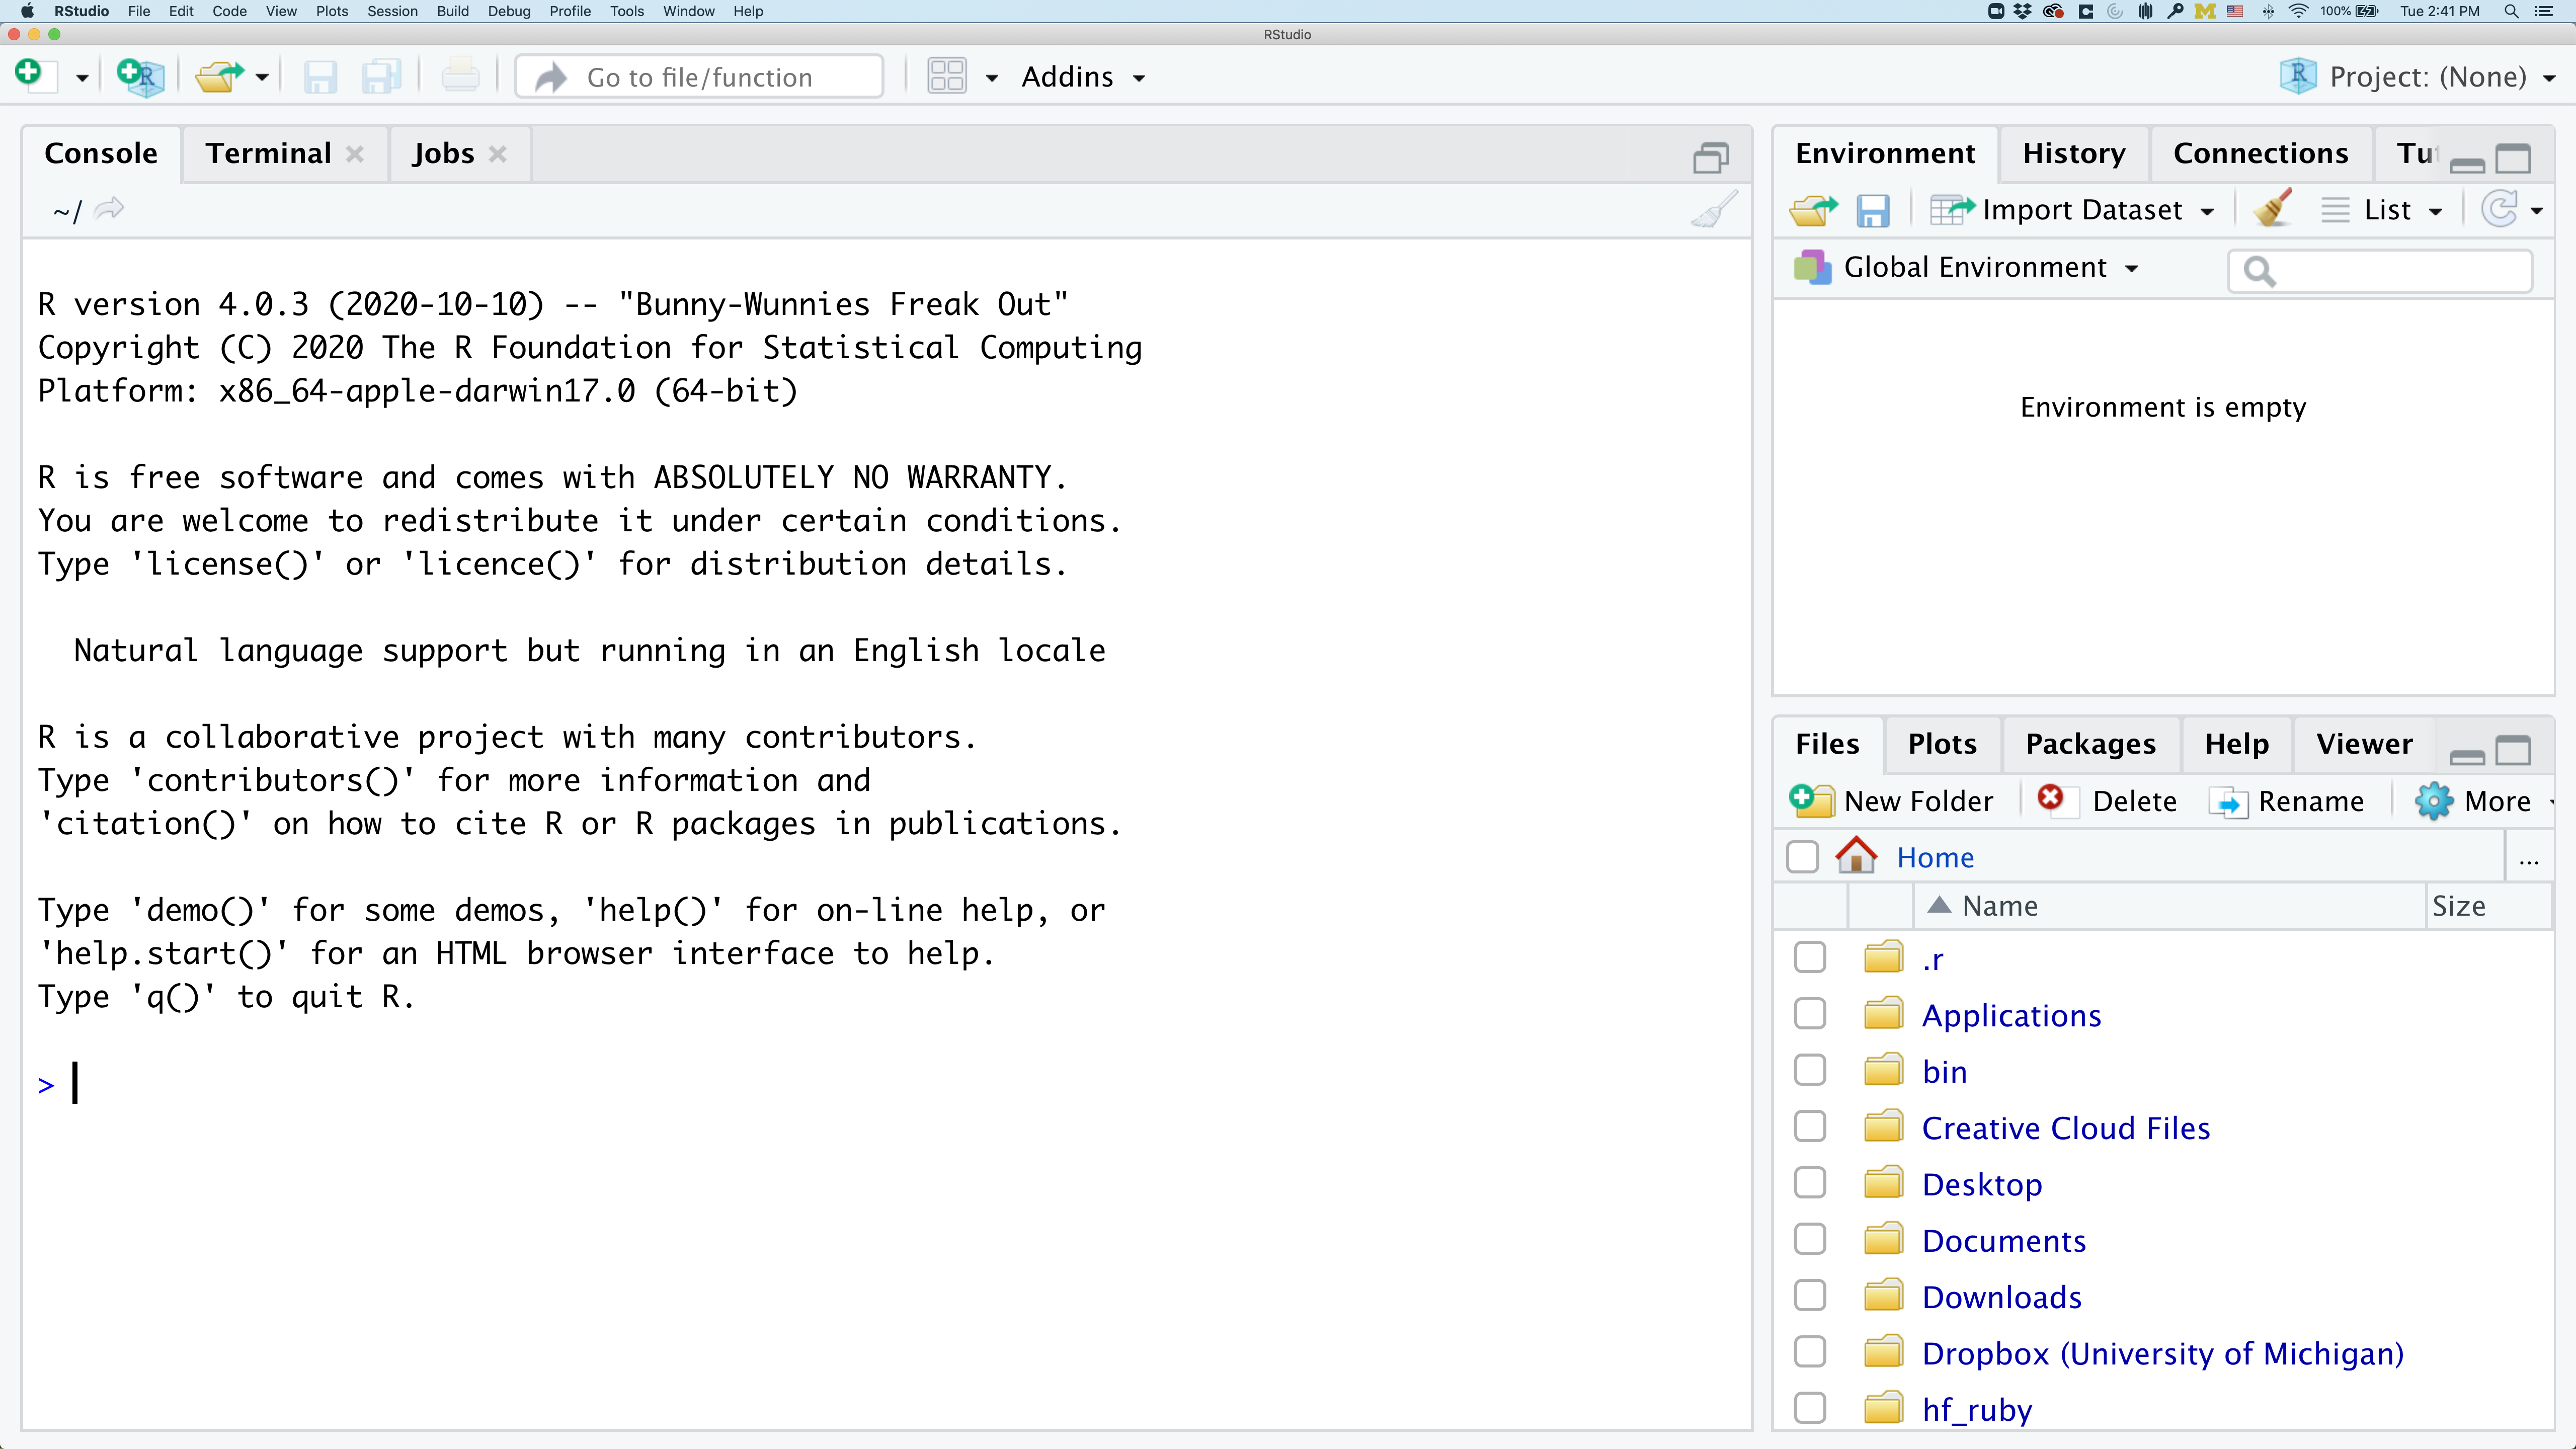 RStudio File Edit Code View Plots Session Build Debug Profile Tools Window Help 100% Tue 2:41 PM
RStudio
Go to file/function Addins Project: (None)
Console Terminal Jobs
~/
R version 4.0.3 (2020-10-10) -- "Bunny-Wunnies Freak Out"
Copyright (C) 2020 The R Foundation for Statistical Computing
Platform: x86_64-apple-darwin17.0 (64-bit)
R is free software and comes with ABSOLUTELY NO WARRANTY.
You are welcome to redistribute it under certain conditions.
Type 'license()' or 'licence()' for distribution details.
Natural language support but running in an English locale
R is a collaborative project with many contributors.
Type 'contributors()' for more information and
'citation()' on how to cite R or R packages in publications.
Type 'demo()' for some demos, 'help()' for on-line help, or
'help.start()' for an HTML browser interface to help.
Type 'q()' to quit R.
>
Environment History Connections Tu
Import Dataset List
Global Environment
Environment is empty
Files Plots Packages Help Viewer
New Folder Delete Rename More
Home ...
Name Size
.r
Applications
bin
Creative Cloud Files
Desktop
Documents
Downloads
Dropbox (University of Michigan)
hf_ruby